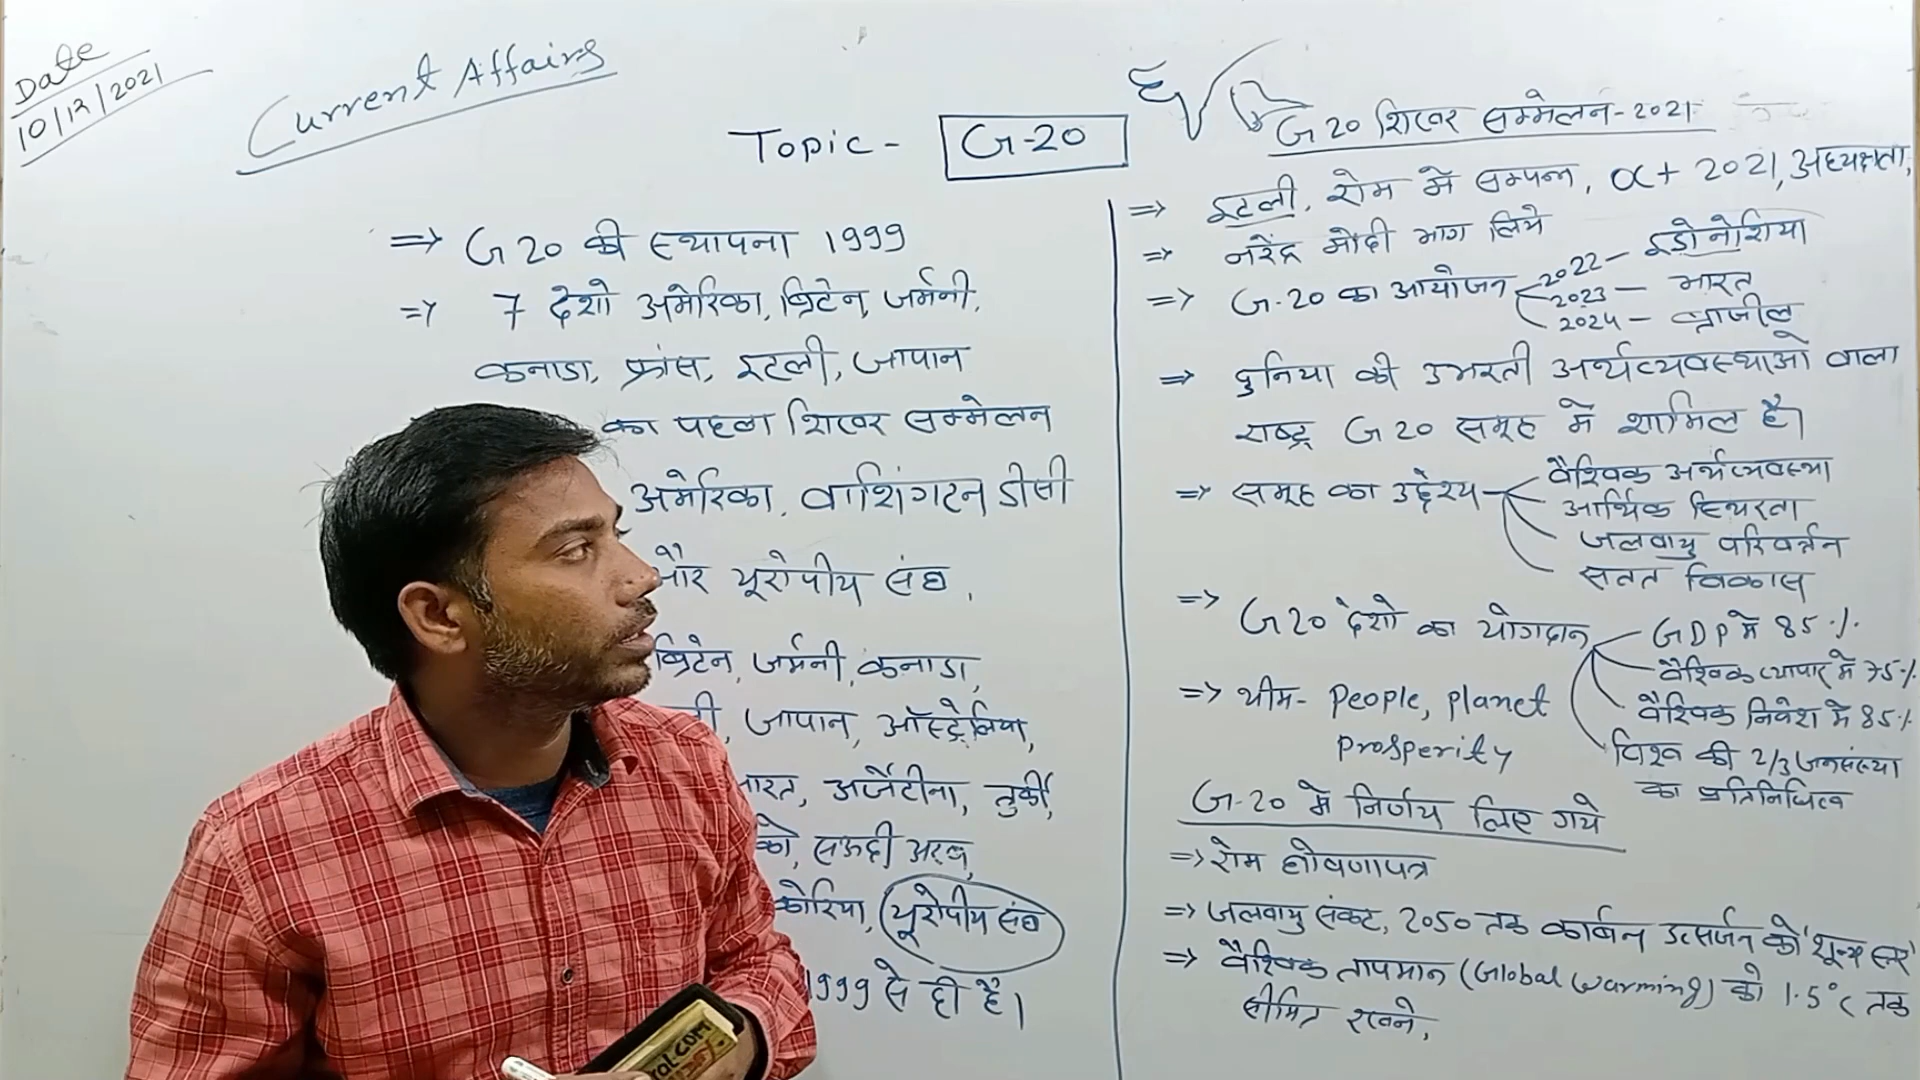 Date
10/12/2021
Current Affairs
Topic - G-20
=> G20 की स्थापना 1999
=> 7 देशो अमेरिका, ब्रिटेन, जर्मनी,
कनाडा, फ्रांस, इटली, जापान
का पहला शिखर सम्मेलन
अमेरिका, वाशिंगटन डीसी
और यूरोपीय संघ,
ब्रिटेन, जर्मनी, कनाडा,
जापान, ऑस्ट्रेलिया,
भारत, अर्जेंटीना, तुर्की,
को, सऊदी अरब,
कोरिया, यूरोपीय संघ
1999 से ही है।
G20 शिखर सम्मेलन-2021
=> इटली, रोम में सम्पन्न, Oct 2021, अध्यक्षता,
=> नरेंद्र मोदी भाग लिये
=> G-20 का आयोजन 2022 - इंडोनेशिया
2023 - भारत
2024 - ब्राजील
=> दुनिया की उभरती अर्थव्यवस्थाओं वाला
राष्ट्र G20 समूह में शामिल है।
=> समूह का उद्देश्य वैश्विक अर्थव्यवस्था
आर्थिक स्थिरता
जलवायु परिवर्तन
सतत विकास
=> G20 देशो का योगदान GDP में 85%
वैश्विक व्यापार में 75%
वैश्विक निवेश में 85%
विश्व की 2/3 जनसंख्या
का प्रतिनिधित्व
=> थीम- People, planet
prosperity
G-20 में निर्णय लिए गये
=> रोम घोषणापत्र
=> जलवायु संकट, 2050 तक कार्बन उत्सर्जन को 'शून्य स्तर'
=> वैश्विक तापमान (Global warming) को 1.5°C तक
सीमित रखने,